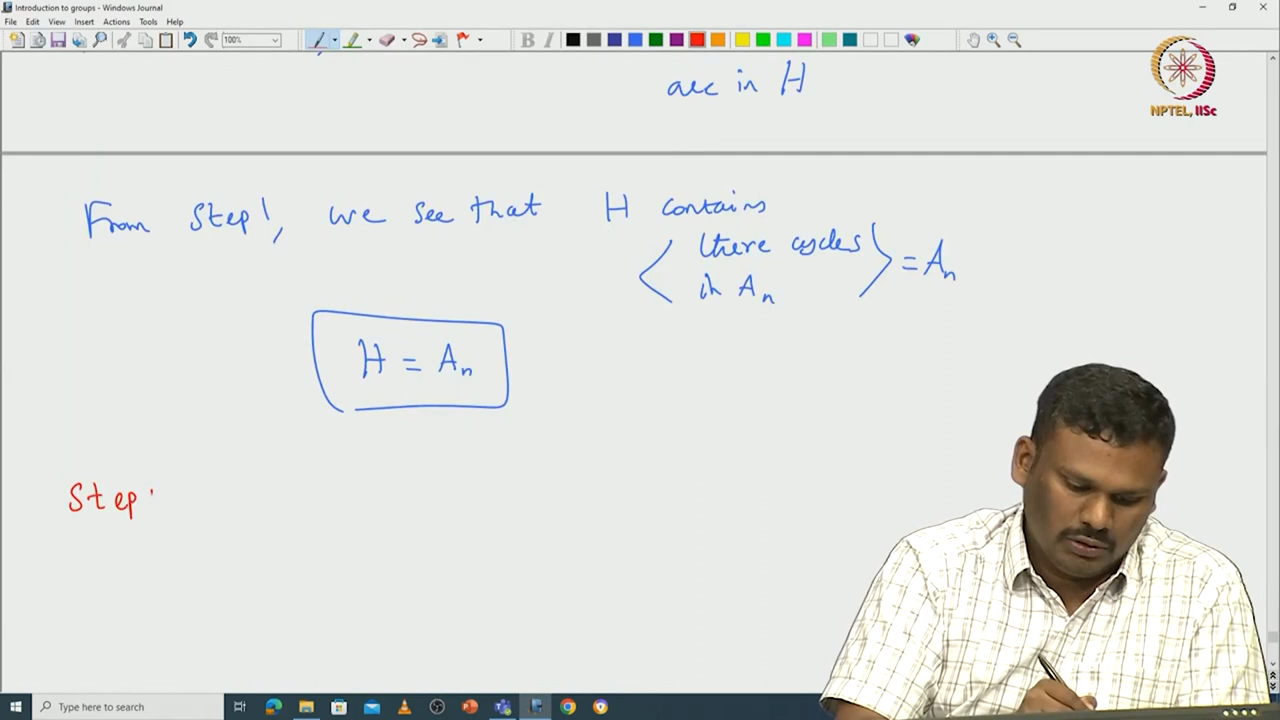 Introduction to groups - Windows Journal
File Edit View Insert Actions Tools Help
100%
B I
NPTEL, IISc
are in H
From Step 1, we see that H contains
⟨ there cycles in Aₙ ⟩ = Aₙ
H = Aₙ
Step
Type here to search